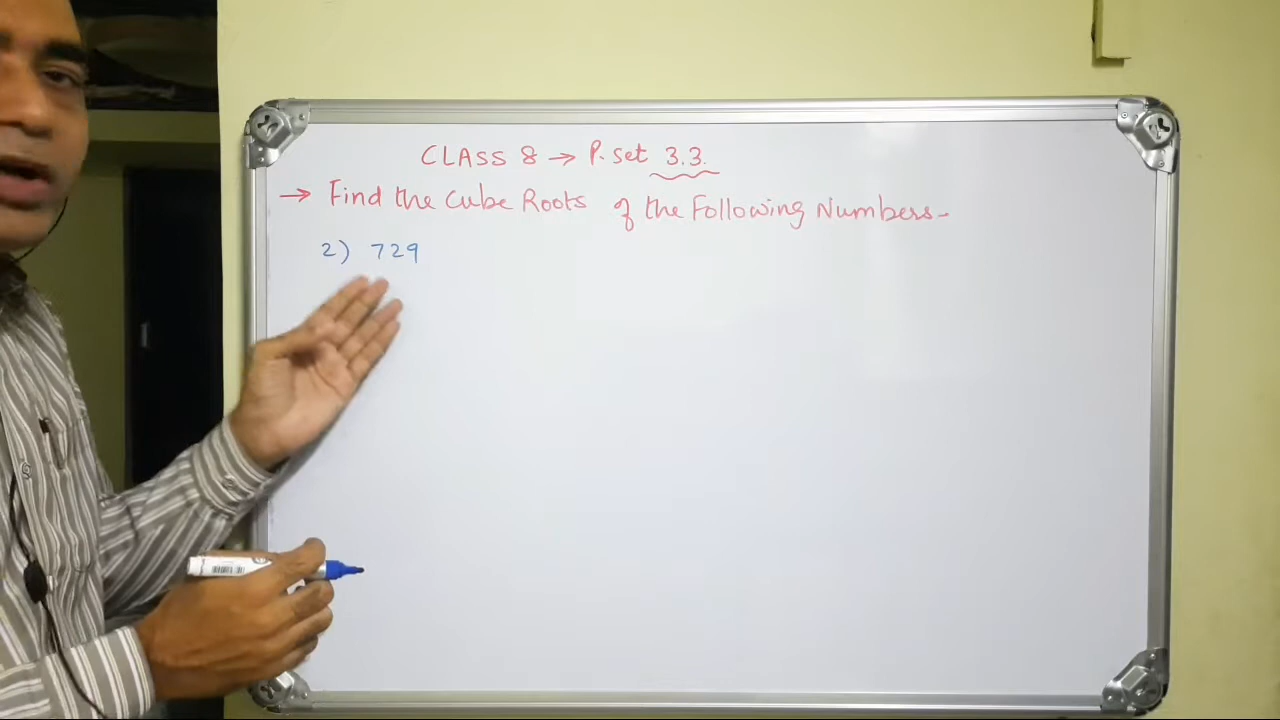 CLASS 8 → P. Set 3.3.
→ Find the Cube Roots of the Following Numbers-
2) 729